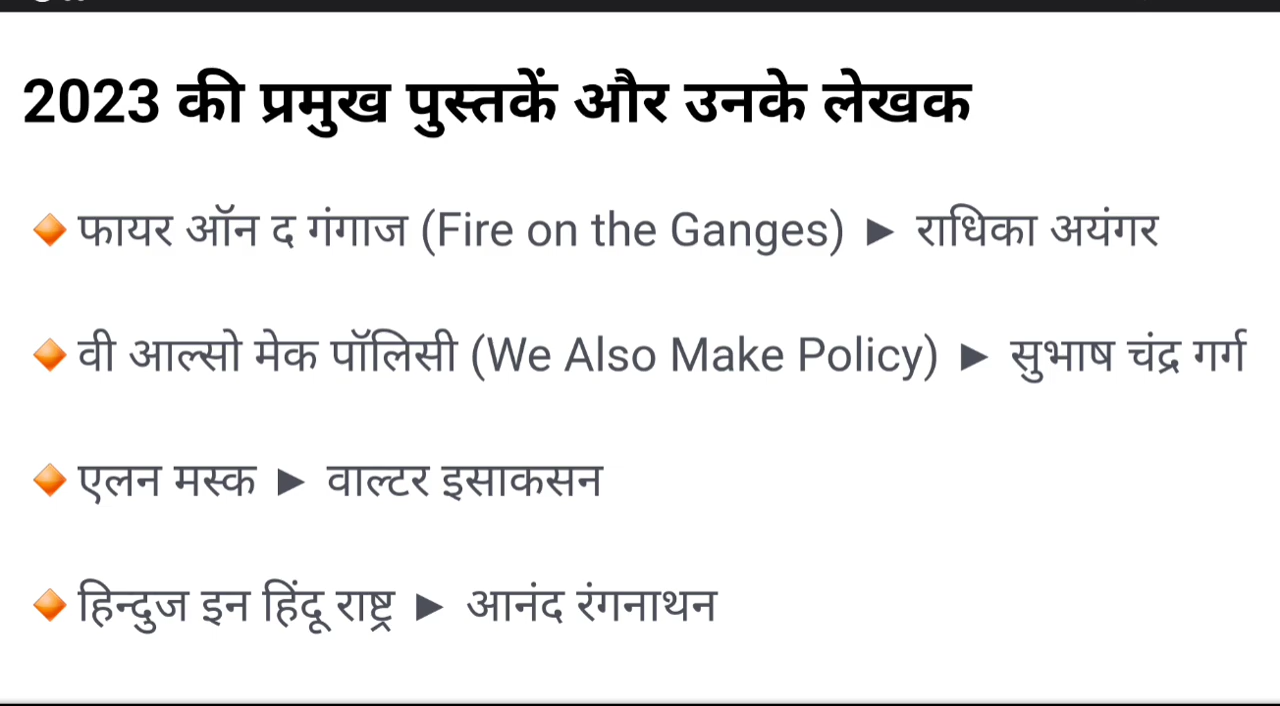 2023 की प्रमुख पुस्तकें और उनके लेखक
🔸फायर ऑन द गंगाज (Fire on the Ganges) ► राधिका अयंगर
🔸वी आल्सो मेक पॉलिसी (We Also Make Policy) ► सुभाष चंद्र गर्ग
🔸एलन मस्क ► वाल्टर इसाकसन
🔸हिन्दुज इन हिंदू राष्ट्र ► आनंद रंगनाथन